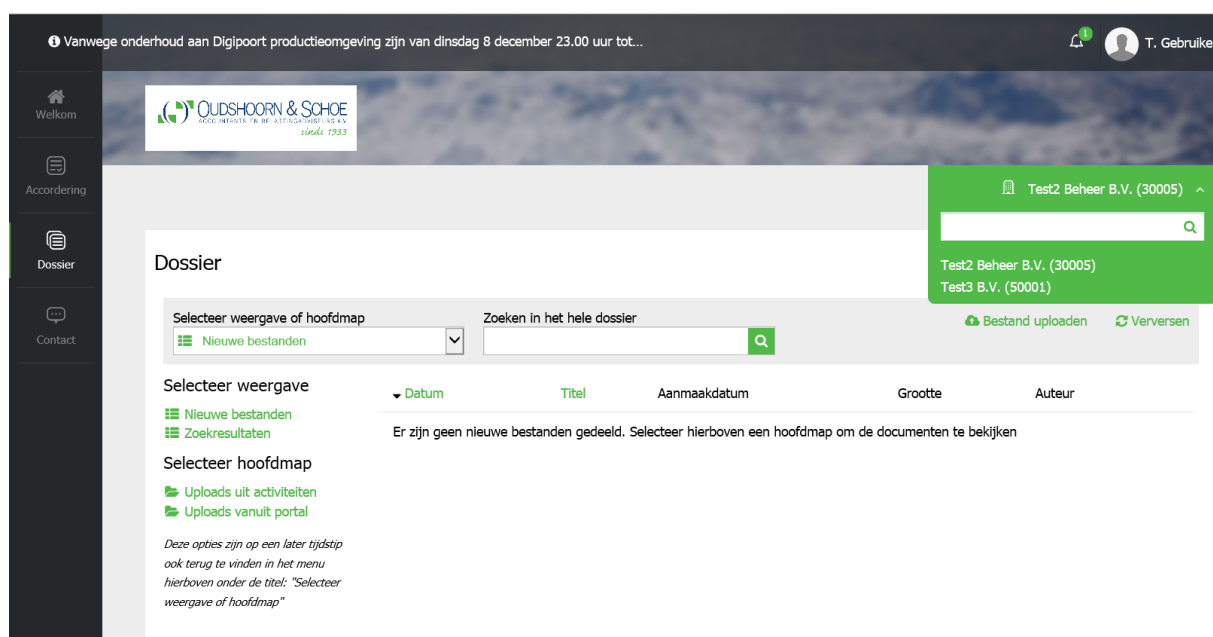 Vanwege onderhoud aan Digipoort productieomgeving zijn van dinsdag 8 december 23.00 uur tot...
1
T. Gebruike
Welkom
OUDSHOORN & SCHOE
ACCOUNTANTS EN BELASTINGADVISEURS B.V.
sinds 1933
Accordering
Test2 Beheer B.V. (30005)
Dossier
Dossier
Test2 Beheer B.V. (30005)
Test3 B.V. (50001)
Selecteer weergave of hoofdmap
Zoeken in het hele dossier
Bestand uploaden
Verversen
Contact
Nieuwe bestanden
Selecteer weergave
Datum
Titel
Aanmaakdatum
Grootte
Auteur
Nieuwe bestanden
Zoekresultaten
Er zijn geen nieuwe bestanden gedeeld. Selecteer hierboven een hoofdmap om de documenten te bekijken
Selecteer hoofdmap
Uploads uit activiteiten
Uploads vanuit portal
Deze opties zijn op een later tijdstip
ook terug te vinden in het menu
hierboven onder de titel: "Selecteer
weergave of hoofdmap"